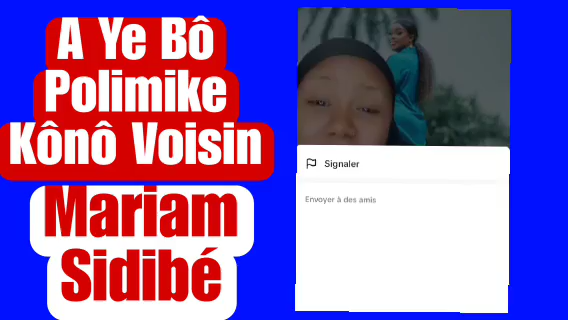 A Ye Bô
Polimike
Kônô Voisin
Mariam
Sidibé
Signaler
Envoyer à des amis